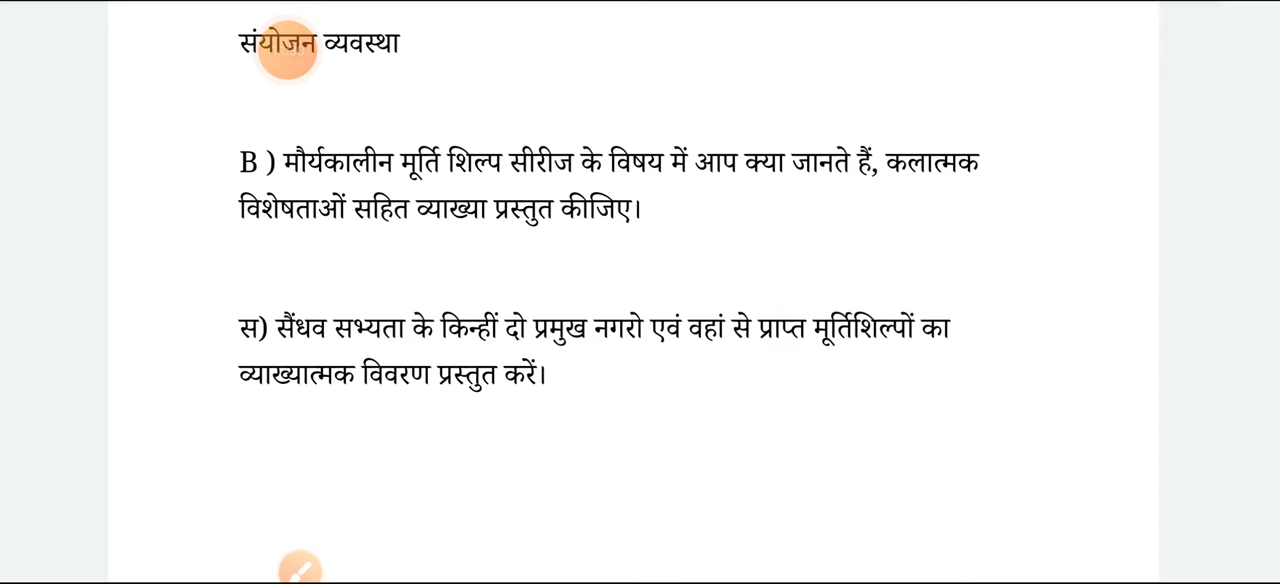 संयोजन व्यवस्था
B ) मौर्यकालीन मूर्ति शिल्प सीरीज के विषय में आप क्या जानते हैं, कलात्मक
विशेषताओं सहित व्याख्या प्रस्तुत कीजिए।
स) सैंधव सभ्यता के किन्हीं दो प्रमुख नगरो एवं वहां से प्राप्त मूर्तिशिल्पों का
व्याख्यात्मक विवरण प्रस्तुत करें।